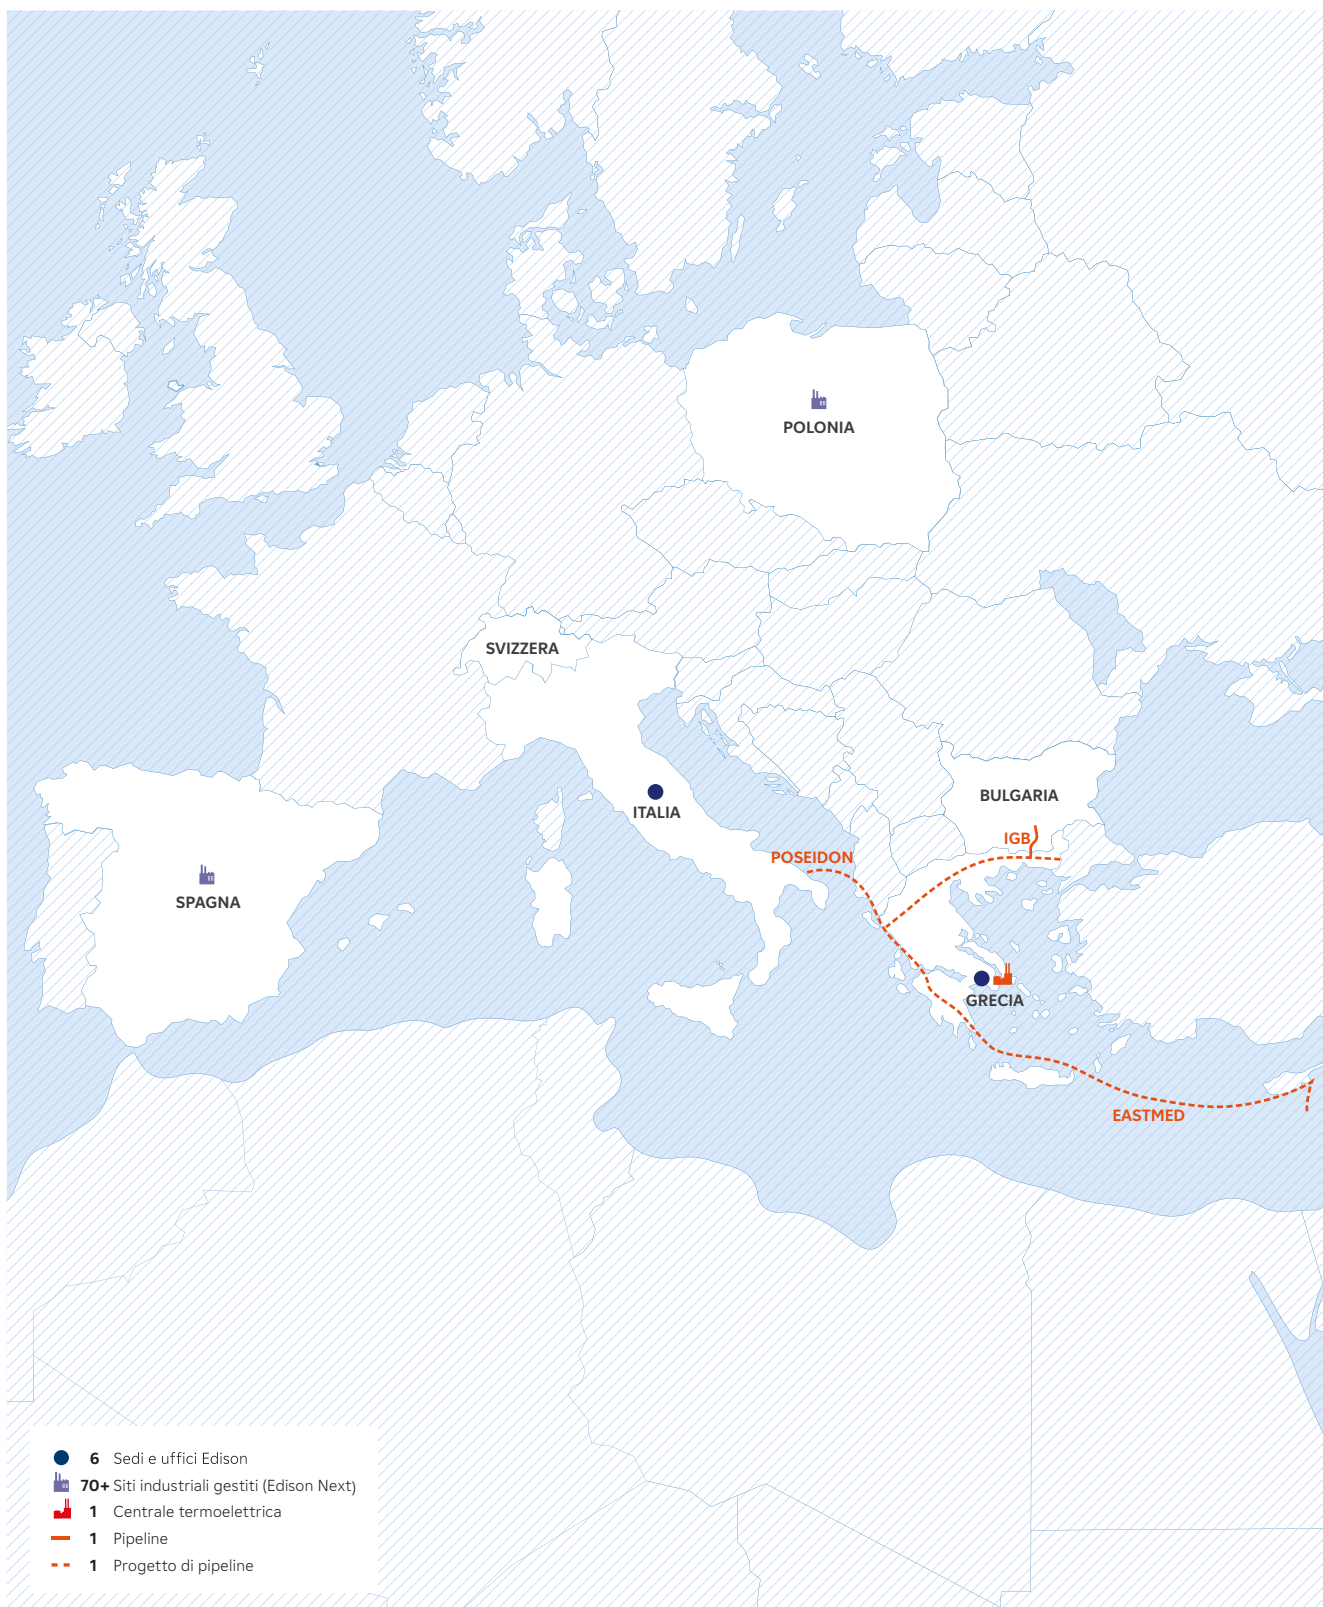 POLONIA
SVIZZERA
BULGARIA
ITALIA
IGB
POSEIDON
SPAGNA
GRECIA
EASTMED
6 Sedi e uffici Edison
70+ Siti industriali gestiti (Edison Next)
1 Centrale termoelettrica
1 Pipeline
1 Progetto di pipeline